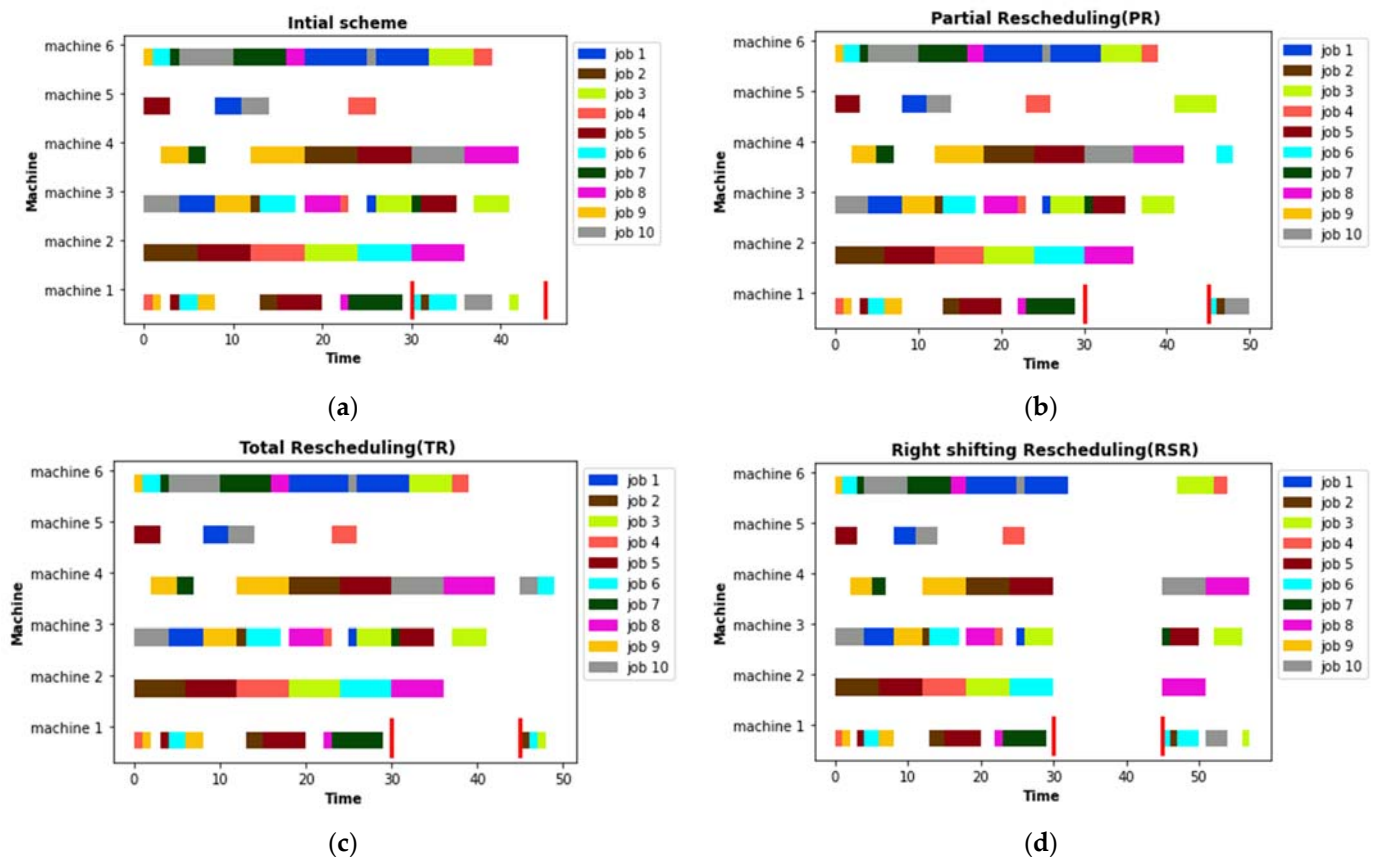 Intial scheme
machine 6
machine 5
machine 4
machine 3
machine 2
machine 1
Machine
0 10 20 30 40
Time
job 1
job 2
job 3
job 4
job 5
job 6
job 7
job 8
job 9
job 10
(a)
Partial Rescheduling(PR)
machine 6
machine 5
machine 4
machine 3
machine 2
machine 1
Machine
0 10 20 30 40 50
Time
job 1
job 2
job 3
job 4
job 5
job 6
job 7
job 8
job 9
job 10
(b)
Total Rescheduling(TR)
machine 6
machine 5
machine 4
machine 3
machine 2
machine 1
Machine
0 10 20 30 40 50
Time
job 1
job 2
job 3
job 4
job 5
job 6
job 7
job 8
job 9
job 10
(c)
Right shifting Rescheduling(RSR)
machine 6
machine 5
machine 4
machine 3
machine 2
machine 1
Machine
0 10 20 30 40 50
Time
job 1
job 2
job 3
job 4
job 5
job 6
job 7
job 8
job 9
job 10
(d)